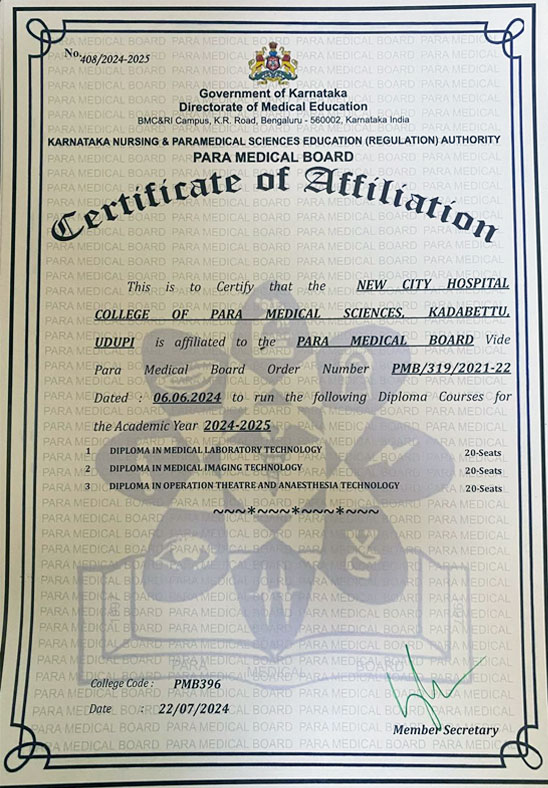 No. 408/2024-2025
Government of Karnataka
Directorate of Medical Education
BMC&RI Campus, K.R. Road, Bengaluru - 560002, Karnataka India
KARNATAKA NURSING & PARAMEDICAL SCIENCES EDUCATION (REGULATION) AUTHORITY
PARA MEDICAL BOARD
Certificate of Affiliation
This is to Certify that the NEW CITY HOSPITAL
COLLEGE OF PARA MEDICAL SCIENCES, KADABETTU,
UDUPI is affiliated to the PARA MEDICAL BOARD Vide
Para Medical Board Order Number PMB/319/2021-22
Dated : 06.06.2024 to run the following Diploma Courses for
the Academic Year 2024-2025
1 DIPLOMA IN MEDICAL LABORATORY TECHNOLOGY 20-Seats
2 DIPLOMA IN MEDICAL IMAGING TECHNOLOGY 20-Seats
3 DIPLOMA IN OPERATION THEATRE AND ANAESTHESIA TECHNOLOGY 20-Seats
~~~*~~~*~~~*~~~
PARA MEDICAL BOARD
College Code : PMB396
Date : 22/07/2024
Member Secretary